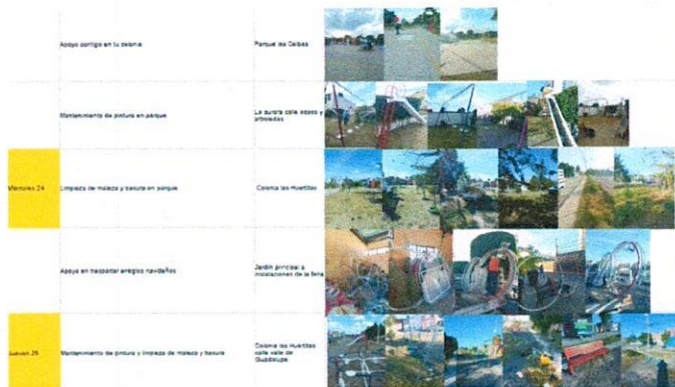 Apoyo contigo en tu colonia
Parque las Ceibas
Mantenimiento de pintura en parque
La aurora calle
y
arboledas
Miercoles 24
Limpieza de maleza y basura en parque
Colonia las Huertitas
Apoyo en trasportar arreglos navideños
Jardín principal a
instalaciones de la feria
Jueves 25
Mantenimiento de pintura y limpieza de maleza y basura
Colonia las Huertitas
calle valle de
Guadalupe